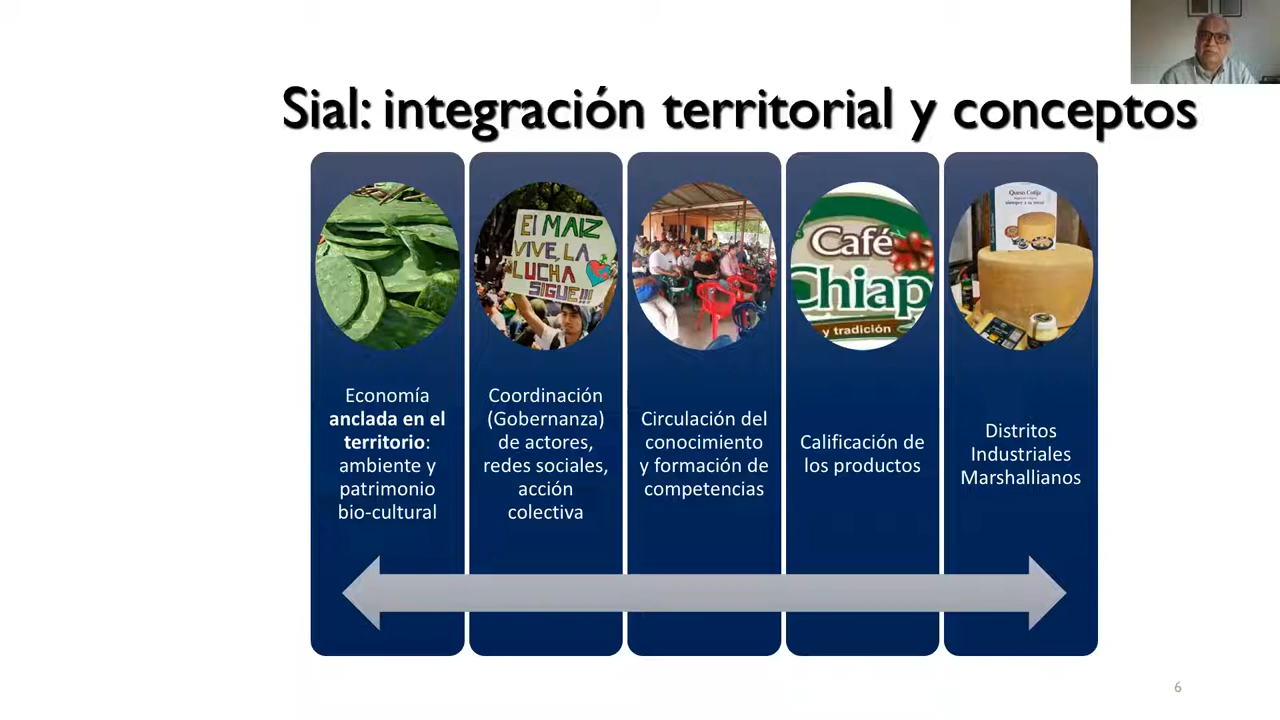 Sial: integración territorial y conceptos
El MAIZ
VIVE, LA
LUCHA
SIGUE!!!
Café
Chiap
y tradición
Queso Cotija
Economía
anclada en el
territorio:
ambiente y
patrimonio
bio-cultural
Coordinación
(Gobernanza)
de actores,
redes sociales,
acción
colectiva
Circulación del
conocimiento
y formación de
competencias
Calificación de
los productos
Distritos
Industriales
Marshallianos
6